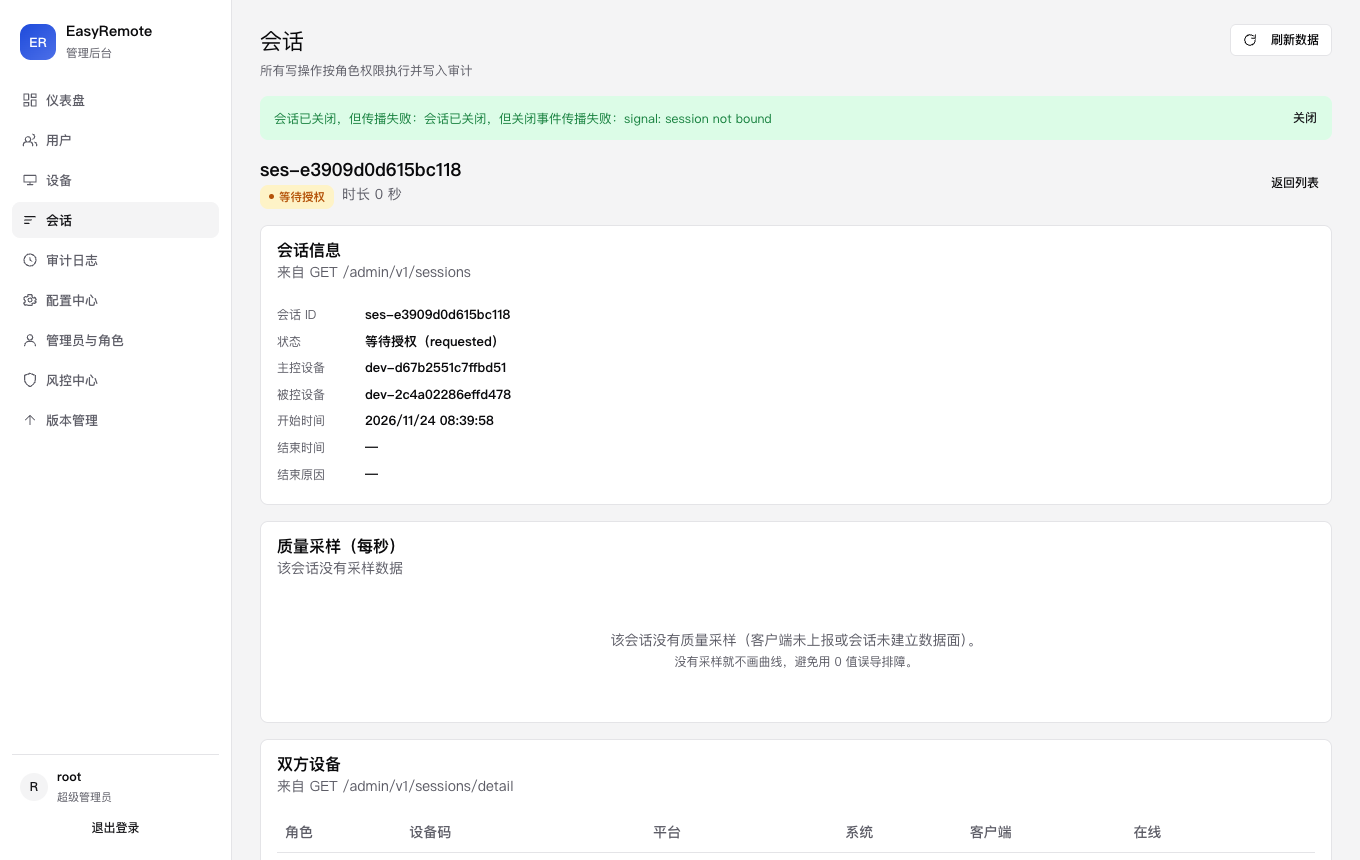 ER
EasyRemote
管理后台
仪表盘
用户
设备
会话
审计日志
配置中心
管理员与角色
风控中心
版本管理
R
root
超级管理员
退出登录
会话
所有写操作按角色权限执行并写入审计
刷新数据
会话已关闭，但传播失败：会话已关闭，但关闭事件传播失败：signal: session not bound
关闭
ses-e3909d0d615bc118
等待授权
时长 0 秒
返回列表
会话信息
来自 GET /admin/v1/sessions
会话 ID ses-e3909d0d615bc118
状态 等待授权（requested）
主控设备 dev-d67b2551c7ffbd51
被控设备 dev-2c4a02286effd478
开始时间 2026/11/24 08:39:58
结束时间 —
结束原因 —
质量采样（每秒）
该会话没有采样数据
该会话没有质量采样（客户端未上报或会话未建立数据面）。
没有采样就不画曲线，避免用 0 值误导排障。
双方设备
来自 GET /admin/v1/sessions/detail
角色 设备码 平台 系统 客户端 在线